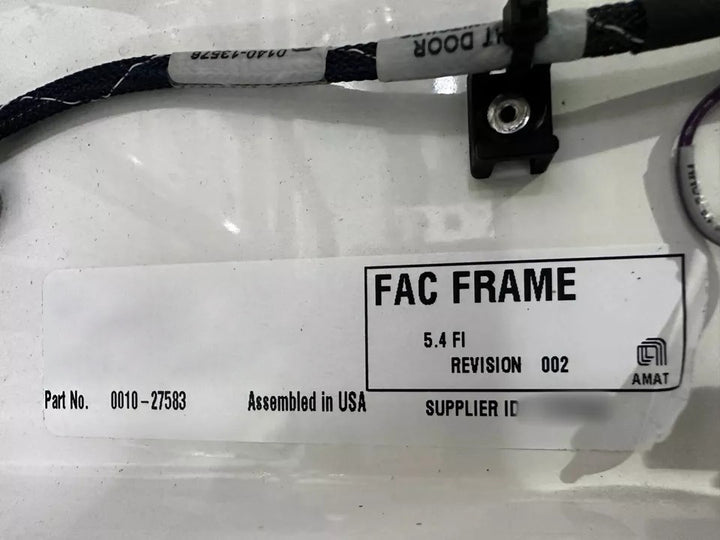 0140-13578
AT DOOR
FAC FRAME
5.4 FI
REVISION 002
AMAT
Part No. 0010-27583 Assembled in USA SUPPLIER ID